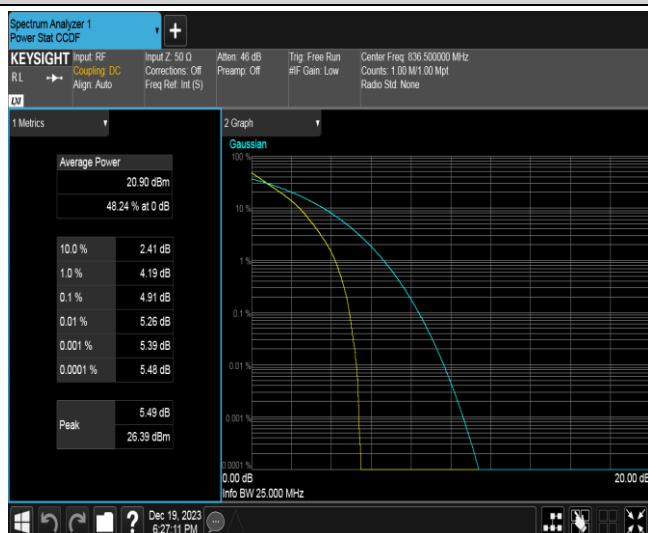 Spectrum Analyzer 1
Power Stat CCDF
+
KEYSIGHT
RL
LXI
Input: RF
Coupling: DC
Align: Auto
Input Z: 50 Ω
Corrections: Off
Freq Ref: Int (S)
Atten: 46 dB
Preamp: Off
Trig: Free Run
#IF Gain: Low
Center Freq: 836.500000 MHz
Counts: 1.00 M/1.00 Mpt
Radio Std: None
1 Metrics
Average Power
20.90 dBm
48.24 % at 0 dB
10.0 % 2.41 dB
1.0 % 4.19 dB
0.1 % 4.91 dB
0.01 % 5.26 dB
0.001 % 5.39 dB
0.0001 % 5.48 dB
Peak
5.49 dB
26.39 dBm
2 Graph
Gaussian
100 %
10 %
1 %
0.1 %
0.01 %
0.001 %
0.0001 %
0.00 dB 20.00 dB
Info BW 25.000 MHz
?
Dec 19, 2023
6:27:11 PM